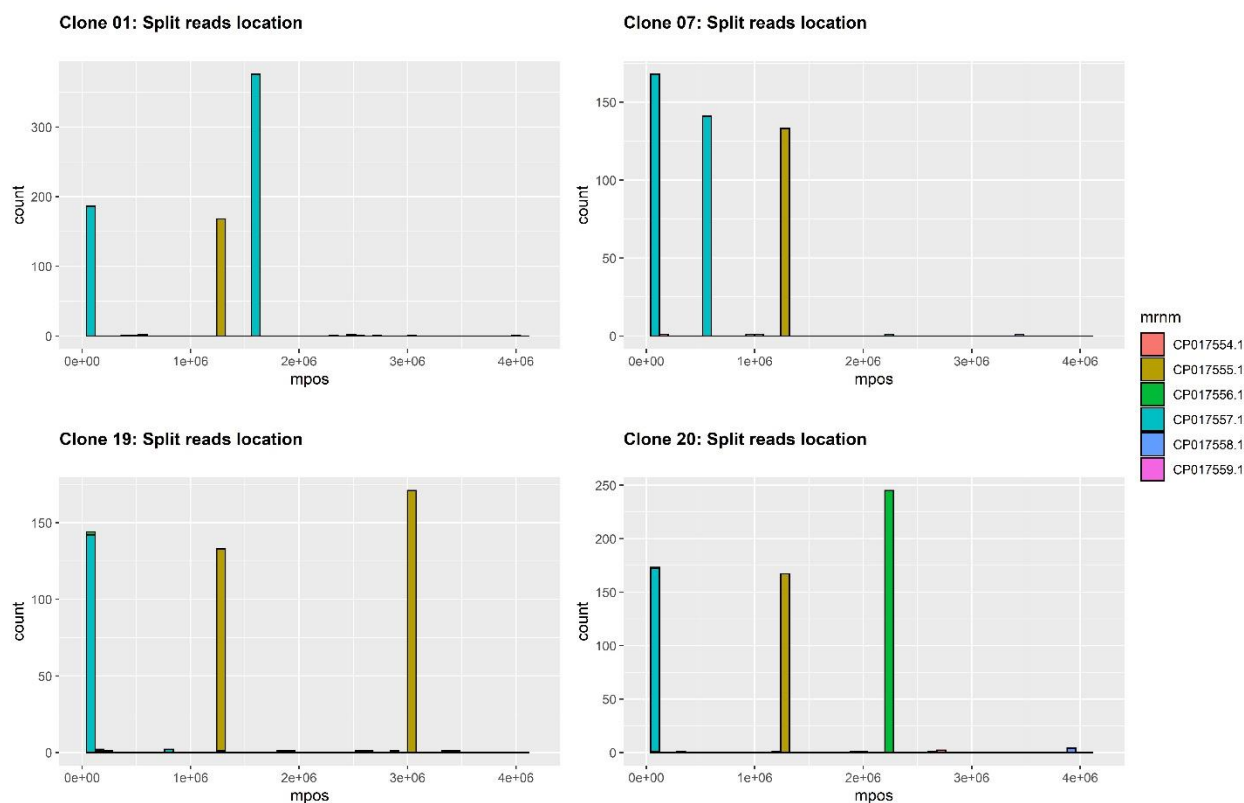 Clone 01: Split reads location
300
200
100
0
count
0e+00 1e+06 2e+06 3e+06 4e+06
mpos
Clone 07: Split reads location
150
100
50
0
count
0e+00 1e+06 2e+06 3e+06 4e+06
mpos
Clone 19: Split reads location
150
100
50
0
count
0e+00 1e+06 2e+06 3e+06 4e+06
mpos
Clone 20: Split reads location
250
200
150
100
50
0
count
0e+00 1e+06 2e+06 3e+06 4e+06
mpos
mrnm
CP017554.1
CP017555.1
CP017556.1
CP017557.1
CP017558.1
CP017559.1